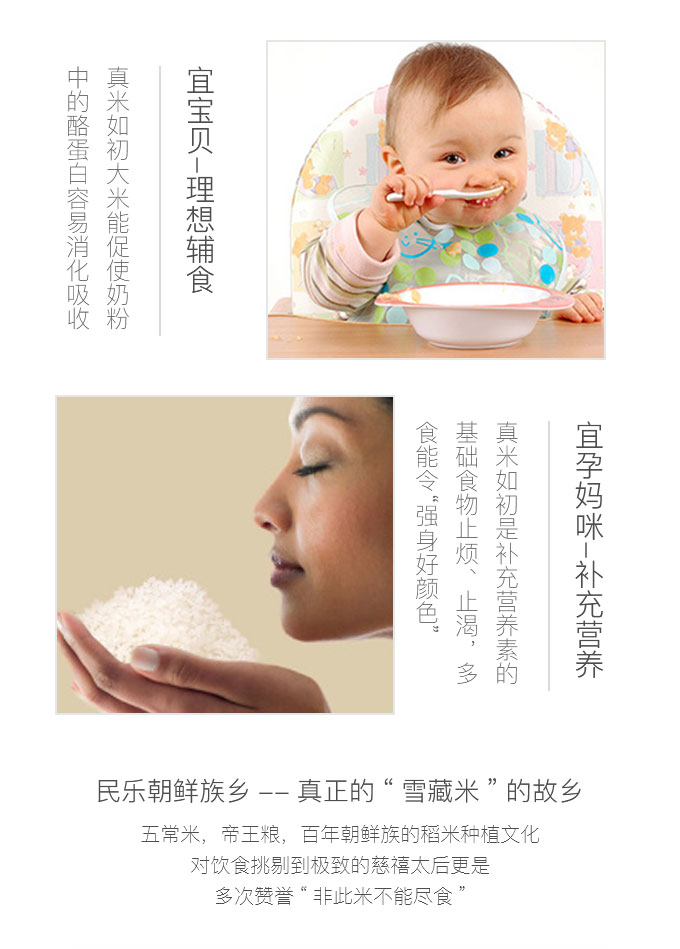 宜宝贝–理想辅食
真米如初大米能促使奶粉
中的酪蛋白容易消化吸收
宜孕妈咪–补充营养
真米如初是补充营养素的
基础食物止烦、止渴，多
食能令“强身好颜色”
民乐朝鲜族乡 –– 真正的 “ 雪藏米 ” 的故乡
五常米，帝王粮，百年朝鲜族的稻米种植文化
对饮食挑剔到极致的慈禧太后更是
多次赞誉 “ 非此米不能尽食 ”